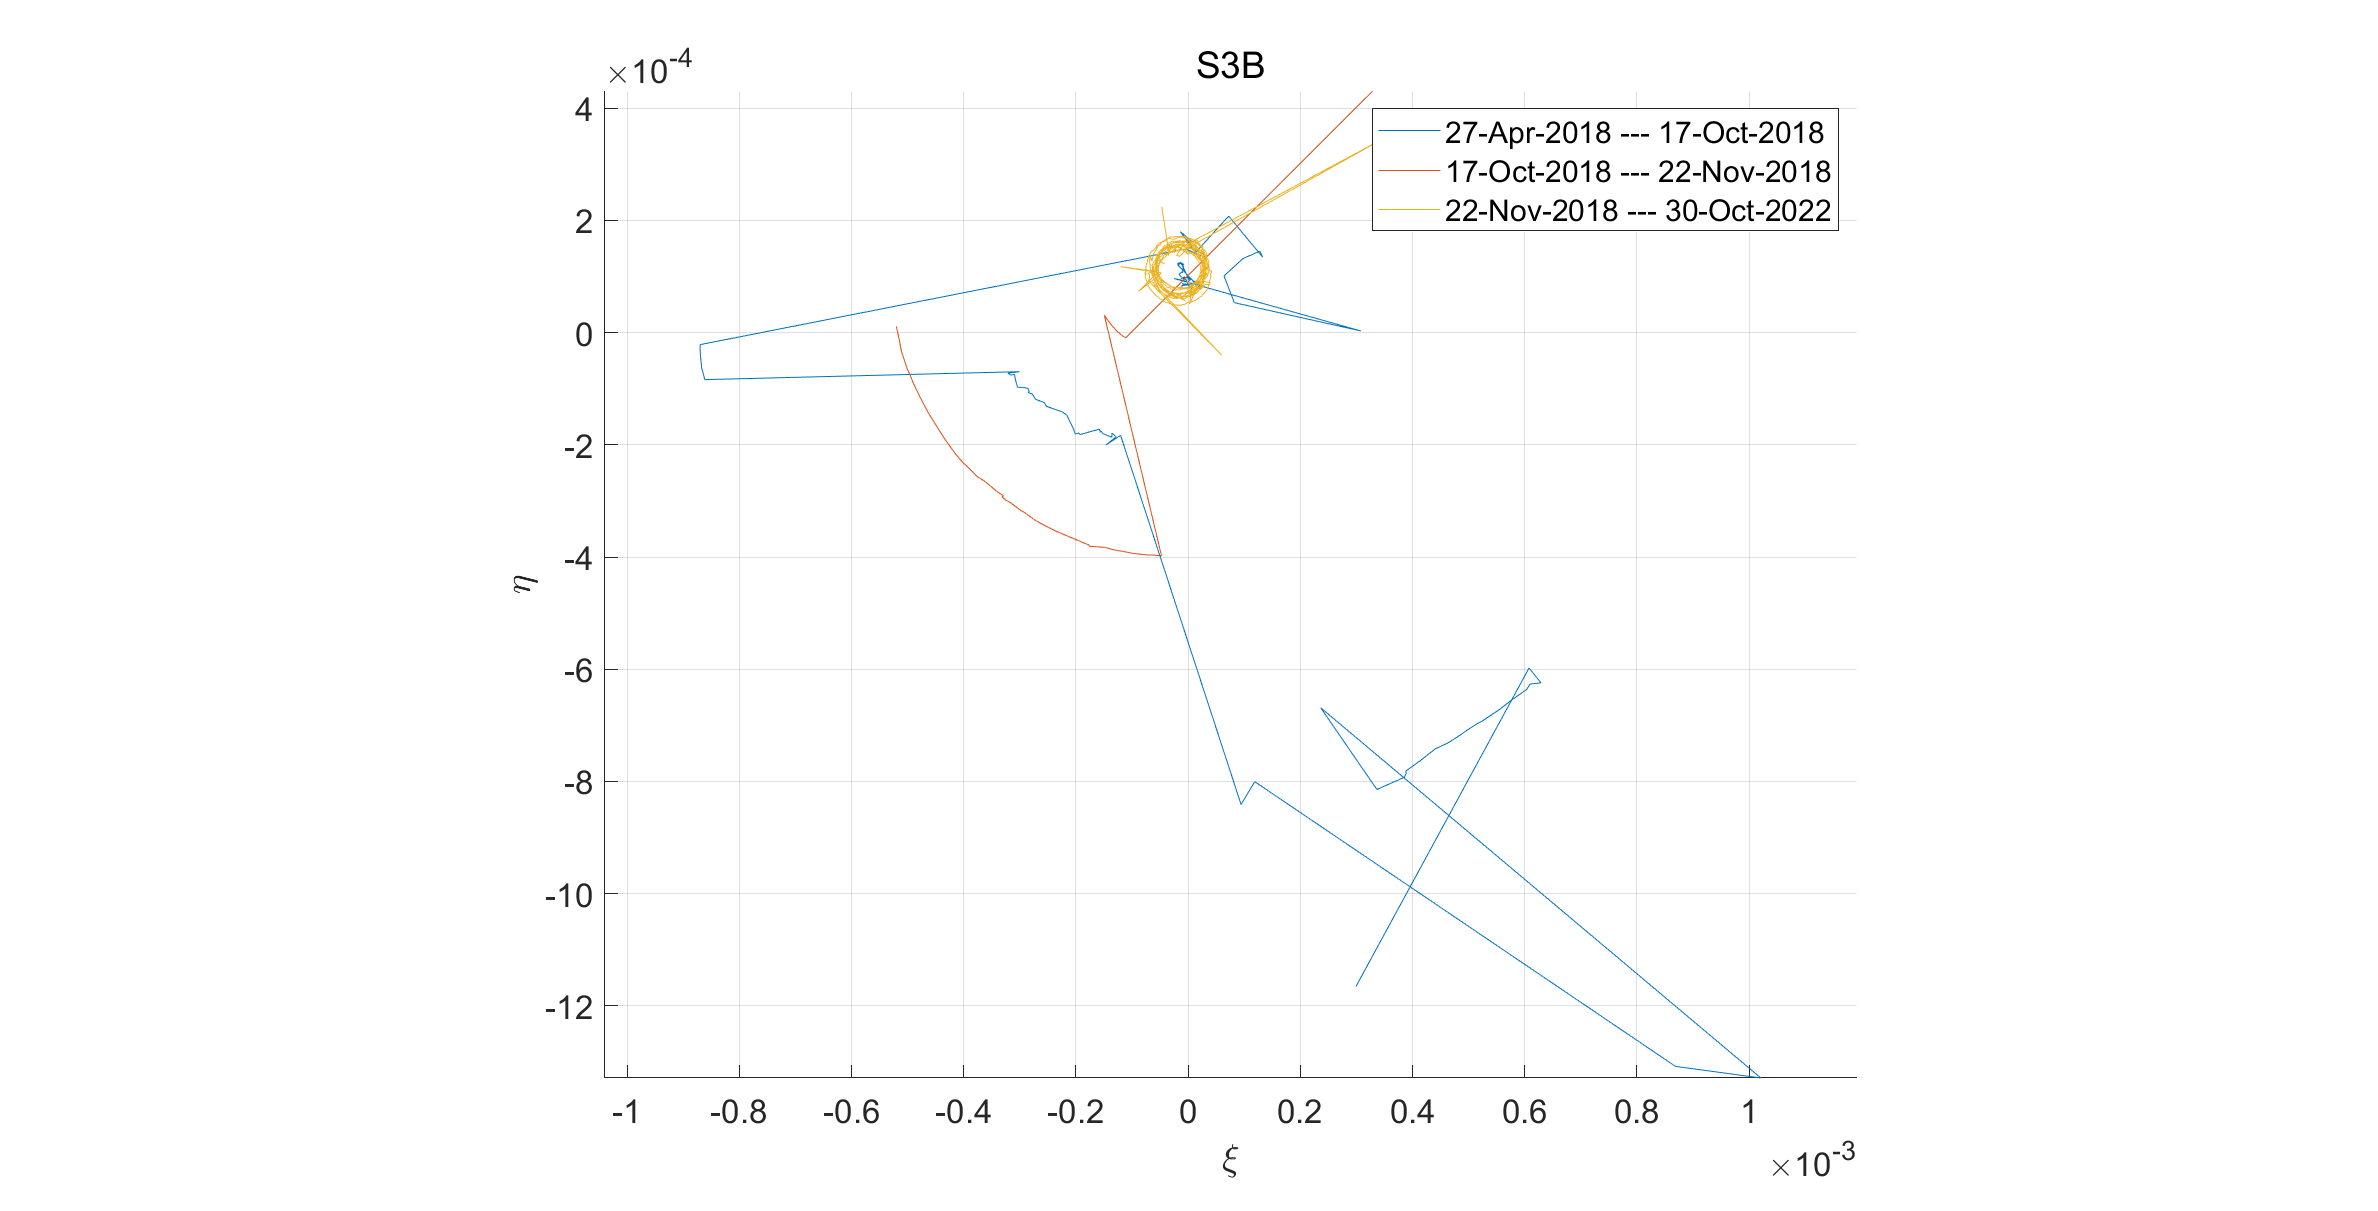 S3B
×10-4
4
2
0
-2
-4
-6
-8
-10
-12
η
27-Apr-2018 --- 17-Oct-2018
17-Oct-2018 --- 22-Nov-2018
22-Nov-2018 --- 30-Oct-2022
-1 -0.8 -0.6 -0.4 -0.2 0 0.2 0.4 0.6 0.8 1
ξ
×10-3